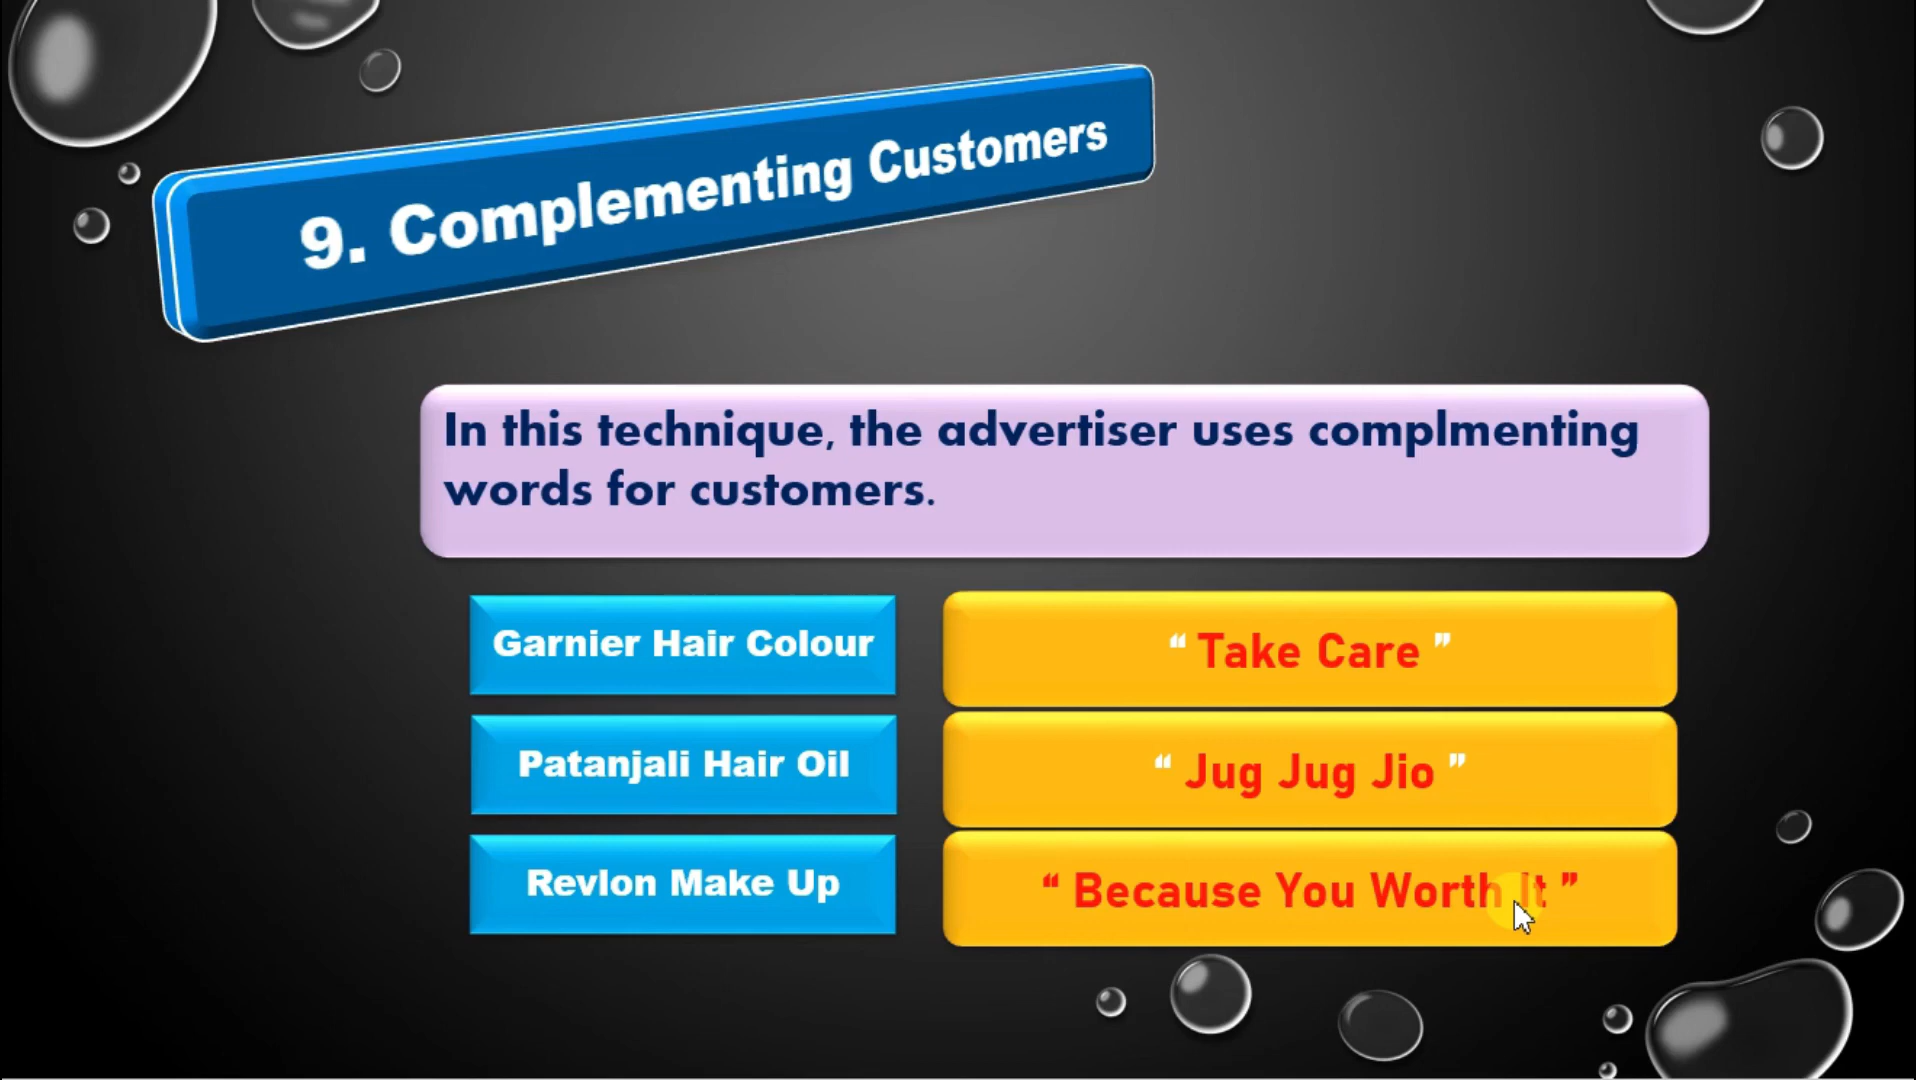 9. Complementing Customers
In this technique, the advertiser uses complmenting
words for customers.
Garnier Hair Colour
“ Take Care ”
Patanjali Hair Oil
“ Jug Jug Jio ”
Revlon Make Up
“ Because You Worth It ”